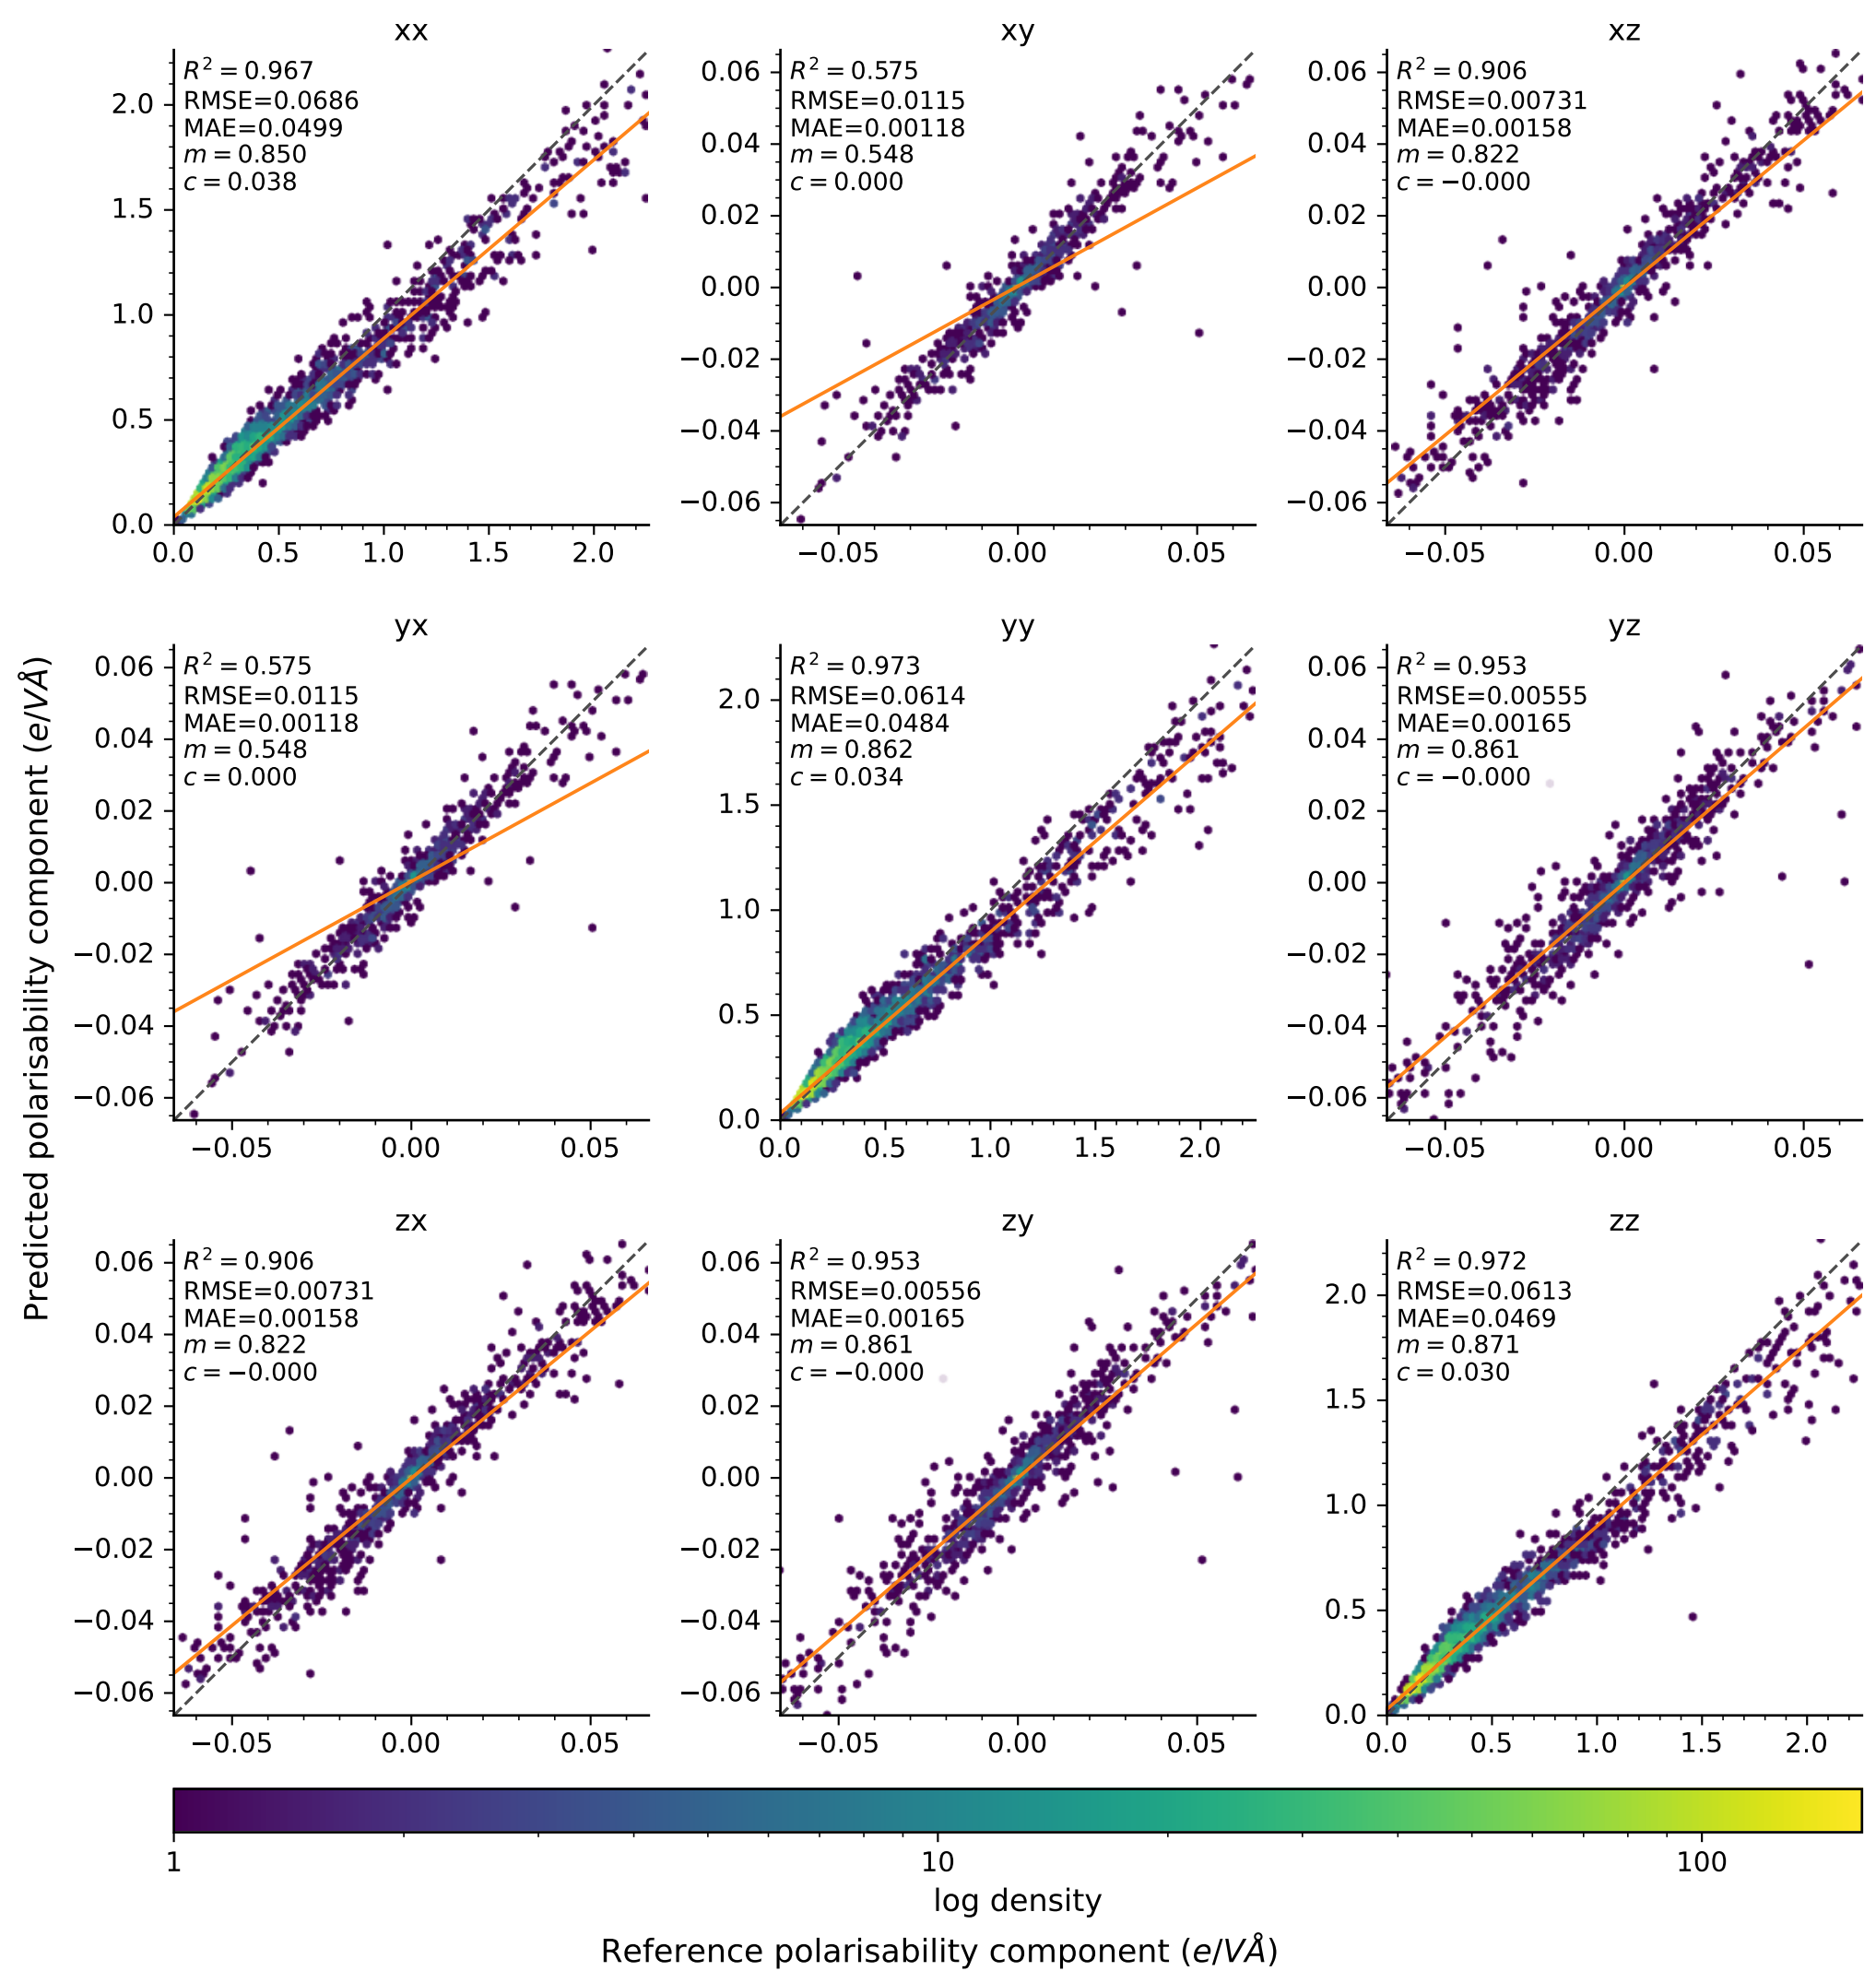 xx
R² = 0.967
RMSE=0.0686
MAE=0.0499
m = 0.850
c = 0.038
2.0
1.5
1.0
0.5
0.0
0.0 0.5 1.0 1.5 2.0
xy
R² = 0.575
RMSE=0.0115
MAE=0.00118
m = 0.548
c = 0.000
0.06
0.04
0.02
0.00
−0.02
−0.04
−0.06
−0.05 0.00 0.05
xz
R² = 0.906
RMSE=0.00731
MAE=0.00158
m = 0.822
c = −0.000
0.06
0.04
0.02
0.00
−0.02
−0.04
−0.06
−0.05 0.00 0.05
Predicted polarisability component (e/VÅ)
yx
R² = 0.575
RMSE=0.0115
MAE=0.00118
m = 0.548
c = 0.000
0.06
0.04
0.02
0.00
−0.02
−0.04
−0.06
−0.05 0.00 0.05
yy
R² = 0.973
RMSE=0.0614
MAE=0.0484
m = 0.862
c = 0.034
2.0
1.5
1.0
0.5
0.0
0.0 0.5 1.0 1.5 2.0
yz
R² = 0.953
RMSE=0.00555
MAE=0.00165
m = 0.861
c = −0.000
0.06
0.04
0.02
0.00
−0.02
−0.04
−0.06
−0.05 0.00 0.05
zx
R² = 0.906
RMSE=0.00731
MAE=0.00158
m = 0.822
c = −0.000
0.06
0.04
0.02
0.00
−0.02
−0.04
−0.06
−0.05 0.00 0.05
zy
R² = 0.953
RMSE=0.00556
MAE=0.00165
m = 0.861
c = −0.000
0.06
0.04
0.02
0.00
−0.02
−0.04
−0.06
−0.05 0.00 0.05
zz
R² = 0.972
RMSE=0.0613
MAE=0.0469
m = 0.871
c = 0.030
2.0
1.5
1.0
0.5
0.0
0.0 0.5 1.0 1.5 2.0
1 10 100
log density
Reference polarisability component (e/VÅ)